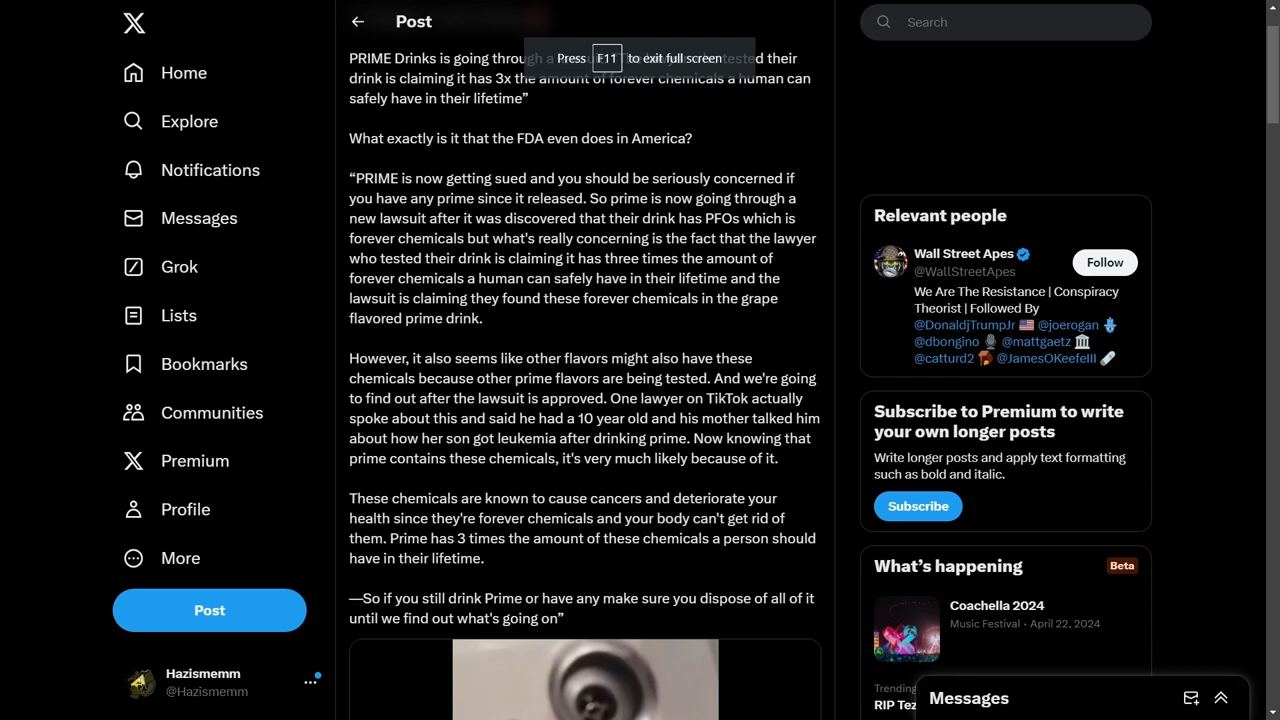 Post
Search
Home
Explore
Notifications
Messages
Grok
Lists
Bookmarks
Communities
Premium
Profile
More
Post
Hazismemm
@Hazismemm
Press F11 to exit full screen
PRIME Drinks is going through a their
drink is claiming it has 3x the amount of forever chemicals a human can
safely have in their lifetime”
What exactly is it that the FDA even does in America?
“PRIME is now getting sued and you should be seriously concerned if
you have any prime since it released. So prime is now going through a
new lawsuit after it was discovered that their drink has PFOs which is
forever chemicals but what's really concerning is the fact that the lawyer
who tested their drink is claiming it has three times the amount of
forever chemicals a human can safely have in their lifetime and the
lawsuit is claiming they found these forever chemicals in the grape
flavored prime drink.
However, it also seems like other flavors might also have these
chemicals because other prime flavors are being tested. And we're going
to find out after the lawsuit is approved. One lawyer on TikTok actually
spoke about this and said he had a 10 year old and his mother talked him
about how her son got leukemia after drinking prime. Now knowing that
prime contains these chemicals, it's very much likely because of it.
These chemicals are known to cause cancers and deteriorate your
health since they're forever chemicals and your body can't get rid of
them. Prime has 3 times the amount of these chemicals a person should
have in their lifetime.
—So if you still drink Prime or have any make sure you dispose of all of it
until we find out what's going on”
Relevant people
Wall Street Apes
@WallStreetApes
Follow
We Are The Resistance | Conspiracy
Theorist | Followed By
@DonaldjTrumpJr 🇺🇸 @joerogan
@dbongino @mattgaetz 🏛️
@catturd2 @JamesOKeefeIII
Subscribe to Premium to write
your own longer posts
Write longer posts and apply text formatting
such as bold and italic.
Subscribe
What’s happening
Beta
Coachella 2024
Music Festival · April 22, 2024
Trending
RIP Tez
Messages